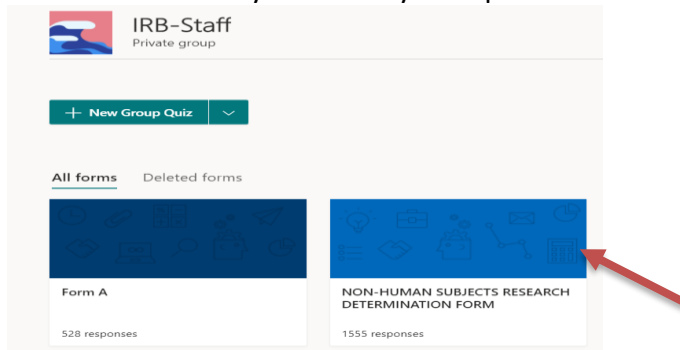 IRB-Staff
Private group
+ New Group Quiz
All forms Deleted forms
Form A
528 responses
NON-HUMAN SUBJECTS RESEARCH
DETERMINATION FORM
1555 responses